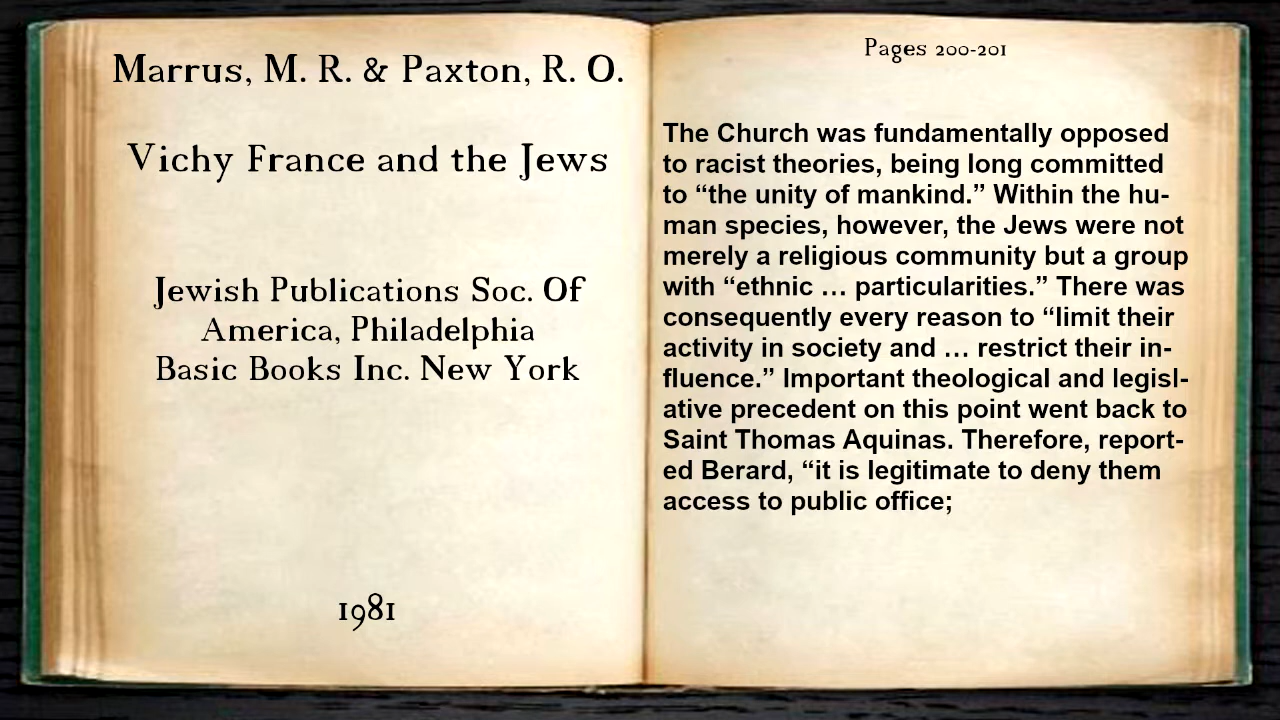 Marrus, M. R. & Paxton, R. O.
Vichy France and the Jews
Jewish Publications Soc. Of
America, Philadelphia
Basic Books Inc. New York
1981
Pages 200-201
The Church was fundamentally opposed
to racist theories, being long committed
to “the unity of mankind.” Within the hu-
man species, however, the Jews were not
merely a religious community but a group
with “ethnic … particularities.” There was
consequently every reason to “limit their
activity in society and … restrict their in-
fluence.” Important theological and legisl-
ative precedent on this point went back to
Saint Thomas Aquinas. Therefore, report-
ed Berard, “it is legitimate to deny them
access to public office;